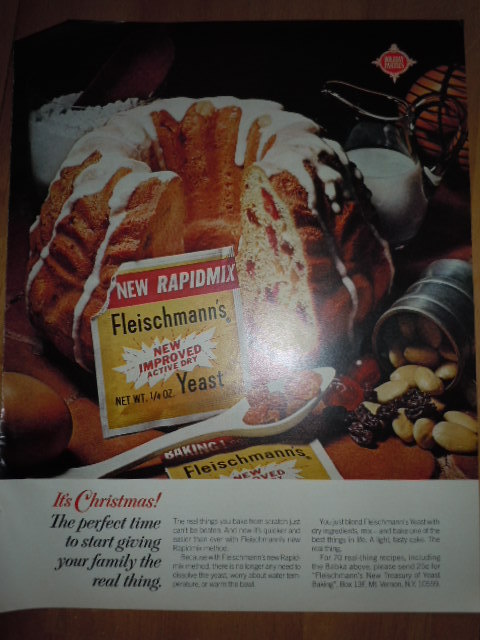 HOLIDAY
NEW RAPIDMIX
Fleischmann's
NEW
IMPROVED
ACTIVE DRY
Yeast
NET WT. 1/4 OZ.
BAKING
Fleischmann's
NEW
IMPROVED
It's Christmas!
The perfect time
to start giving
your family the
real thing.
The real things you bake from scratch just
can't be beaten. And now it's quicker and
easier than ever with Fleischmann's new
Rapidmix method.
Because with Fleischmann's new Rapid-
mix method, there is no longer any need to
dissolve the yeast, worry about water tem-
perature, or warm the bowl.
You just blend Fleischmann's Yeast with
dry ingredients, mix—and bake one of the
best things in life. A light, tasty cake. The
real thing.
For 70 real-thing recipes, including
the Babka above, please send 25¢ for
"Fleischmann's New Treasury of Yeast
Baking", Box 13F, Mt. Vernon, N.Y. 10559.